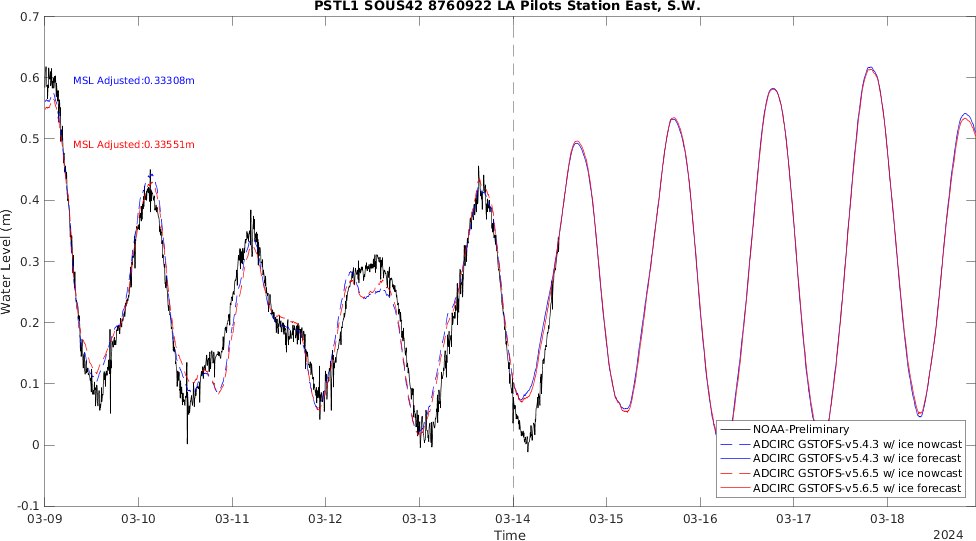 PSTL1 SOUS42 8760922 LA Pilots Station East, S.W.
0.7
0.6
0.5
0.4
0.3
0.2
0.1
0
-0.1
Water Level (m)
MSL Adjusted:0.33308m
MSL Adjusted:0.33551m
NOAA-Preliminary
ADCIRC GSTOFS-v5.4.3 w/ ice nowcast
ADCIRC GSTOFS-v5.4.3 w/ ice forecast
ADCIRC GSTOFS-v5.6.5 w/ ice nowcast
ADCIRC GSTOFS-v5.6.5 w/ ice forecast
03-09 03-10 03-11 03-12 03-13 03-14 03-15 03-16 03-17 03-18
Time
2024